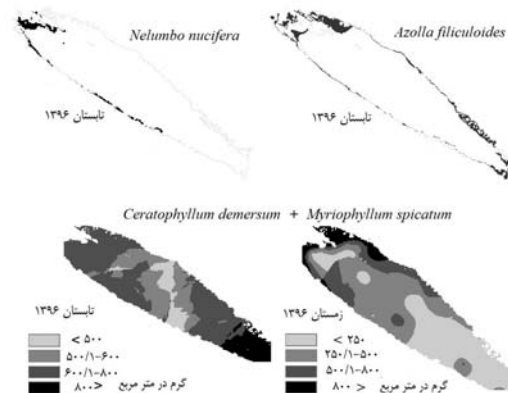 Nelumbo nucifera
Azolla filiculoides
تابستان ۱۳۹۶
تابستان ۱۳۹۶
Ceratophyllum demersum + Myriophyllum spicatum
تابستان ۱۳۹۶
< ۵۰۰
۵۰۰/۱-۶۰۰
۶۰۰/۱-۸۰۰
۸۰۰< گرم در متر مربع
زمستان ۱۳۹۶
< ۲۵۰
۲۵۰/۱-۵۰۰
۵۰۰/۱-۸۰۰
۸۰۰ < گرم در متر مربع